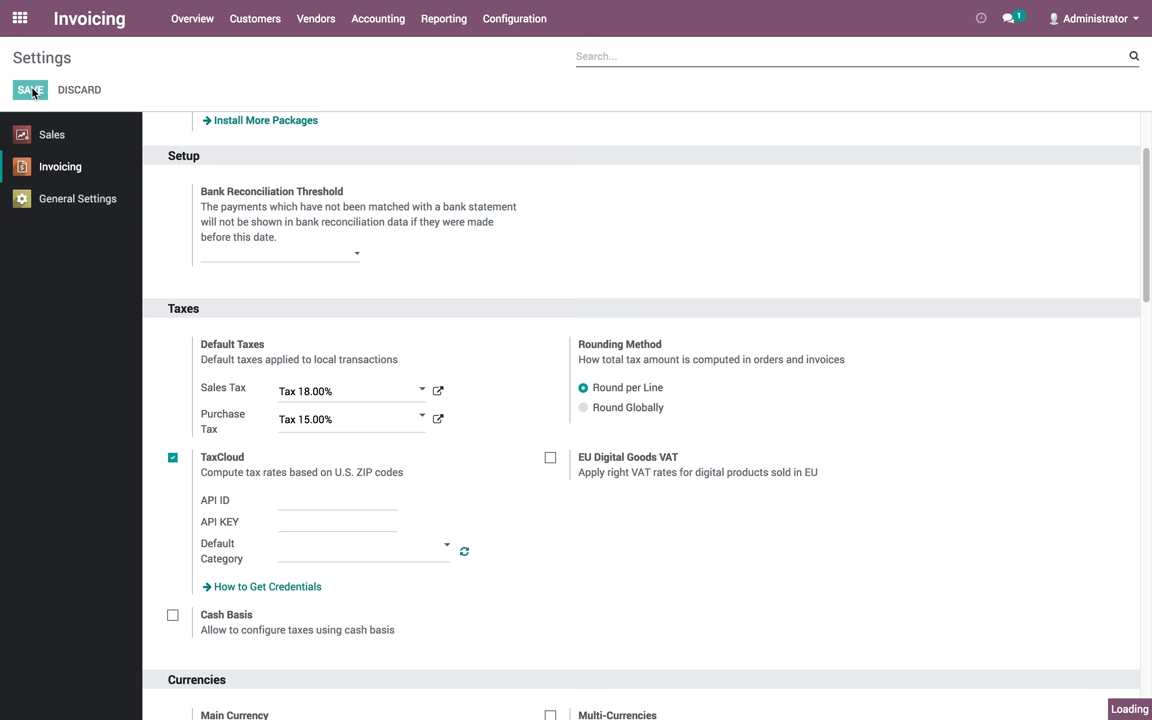 Invoicing
Overview
Customers
Vendors
Accounting
Reporting
Configuration
1
Administrator
Settings
Search...
SAVE
DISCARD
Sales
Invoicing
General Settings
Install More Packages
Setup
Bank Reconciliation Threshold
The payments which have not been matched with a bank statement
will not be shown in bank reconciliation data if they were made
before this date.
Taxes
Default Taxes
Default taxes applied to local transactions
Sales Tax
Tax 18.00%
Purchase
Tax
Tax 15.00%
Rounding Method
How total tax amount is computed in orders and invoices
Round per Line
Round Globally
TaxCloud
Compute tax rates based on U.S. ZIP codes
API ID
API KEY
Default
Category
How to Get Credentials
EU Digital Goods VAT
Apply right VAT rates for digital products sold in EU
Cash Basis
Allow to configure taxes using cash basis
Currencies
Main Currency
Multi-Currencies
Loading